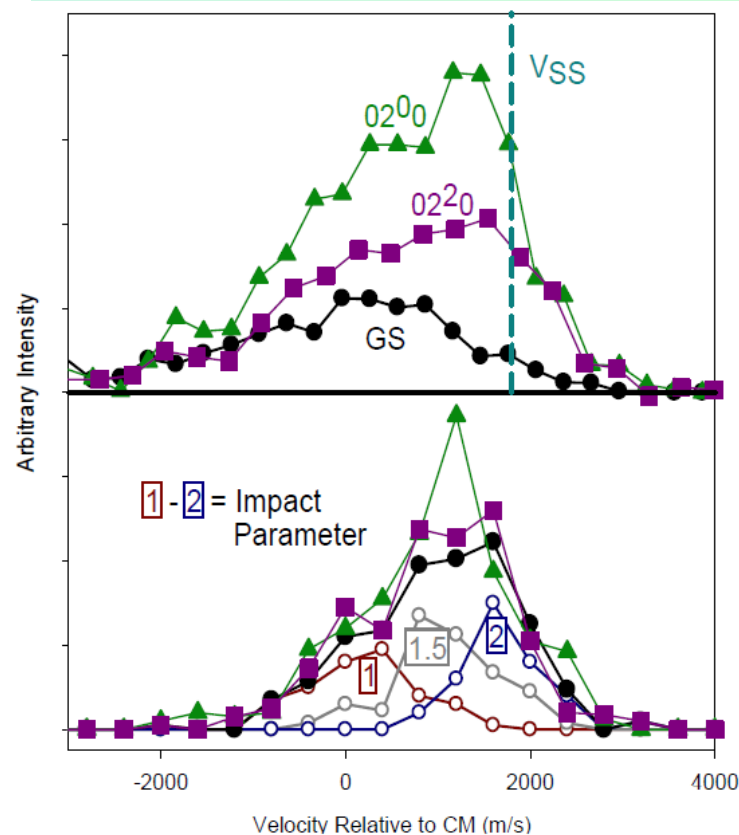 V_SS
02⁰0
02²0
GS
Arbitrary Intensity
1 - 2 = Impact
Parameter
1
1.5
2
-2000 0 2000 4000
Velocity Relative to CM (m/s)